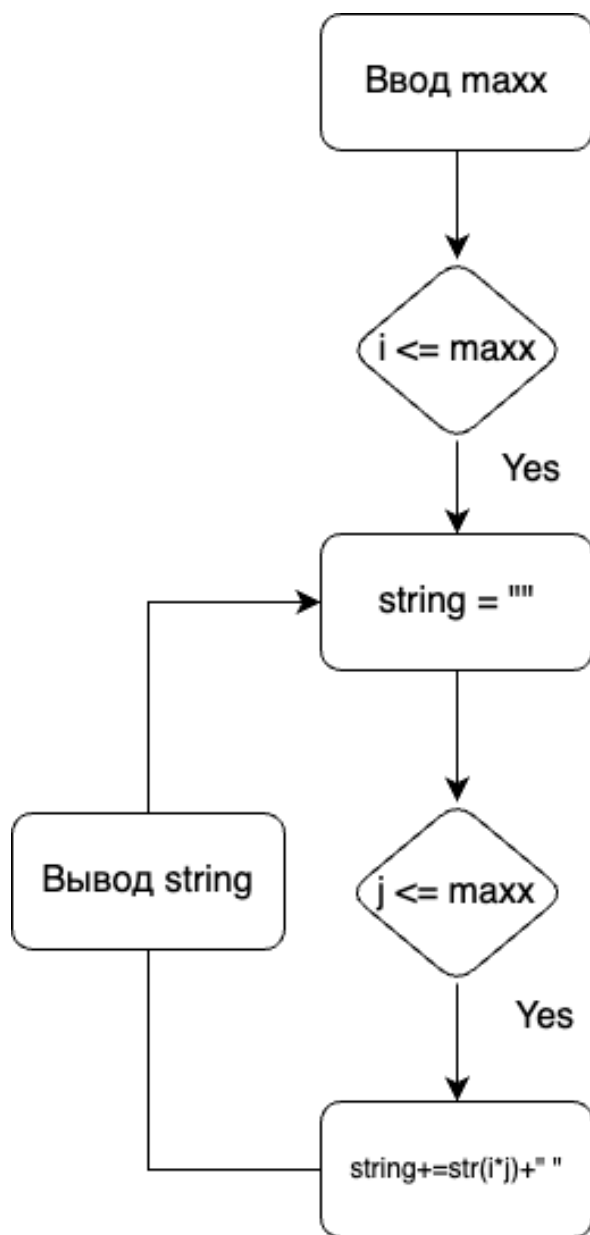 Ввод maxx
i <= maxx
Yes
string = ""
Вывод string
j <= maxx
Yes
string+=str(i*j)+" "